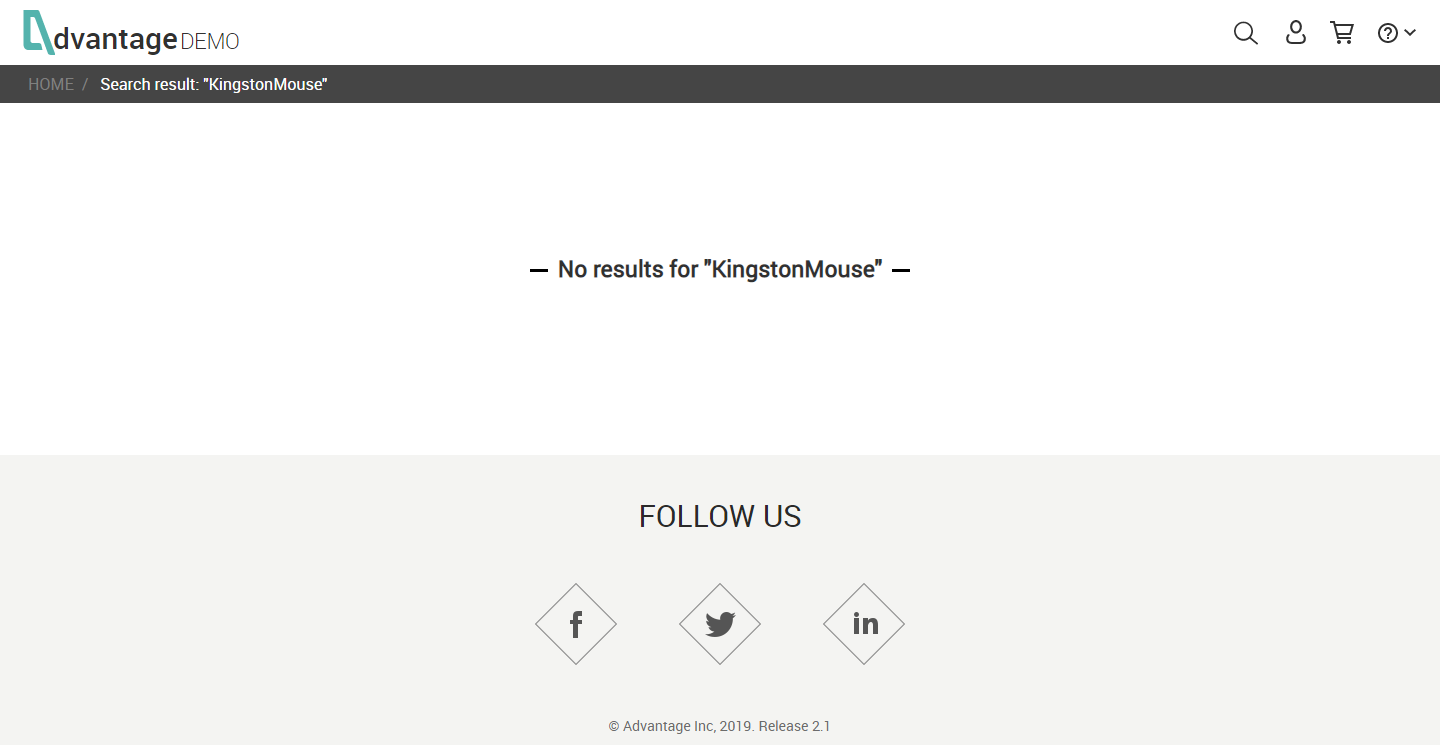 dvantage DEMO
HOME / Search result: "KingstonMouse"
No results for "KingstonMouse"
FOLLOW US
f
in
© Advantage Inc, 2019. Release 2.1